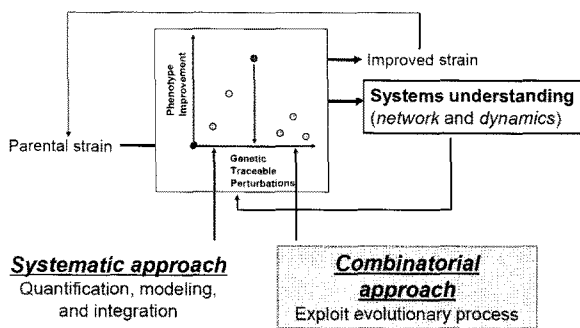 Improved strain
Phenotype
Improvement
Systems understanding
(network and dynamics)
Parental strain
Genetic
Traceable
Perturbations
Systematic approach
Quantification, modeling,
and integration
Combinatorial
approach
Exploit evolutionary process